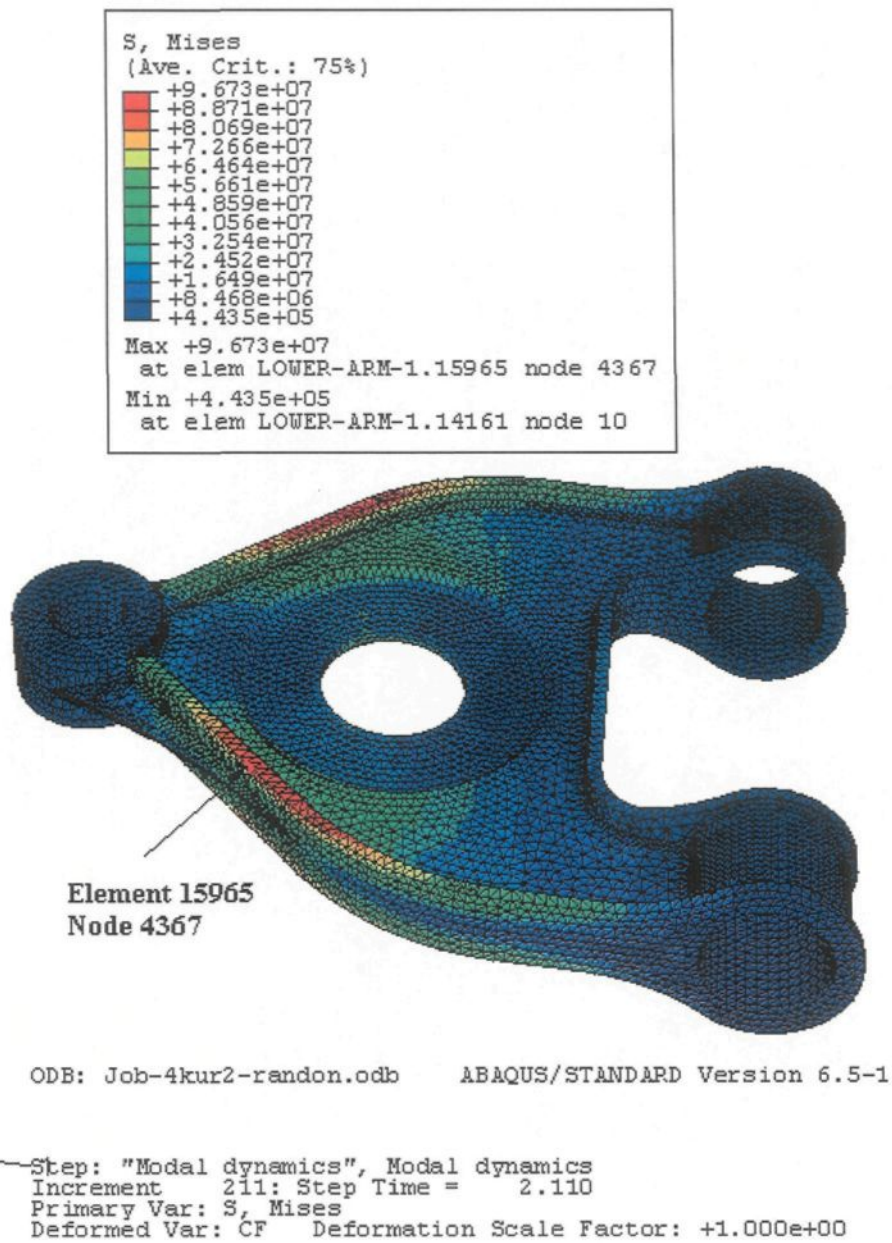 S, Mises
(Ave. Crit.: 75%)
+9.673e+07
+8.871e+07
+8.069e+07
+7.266e+07
+6.464e+07
+5.661e+07
+4.859e+07
+4.056e+07
+3.254e+07
+2.452e+07
+1.649e+07
+8.468e+06
+4.435e+05
Max +9.673e+07
at elem LOWER-ARM-1.15965 node 4367
Min +4.435e+05
at elem LOWER-ARM-1.14161 node 10
Element 15965
Node 4367
ODB: Job-4kur2-randon.odb ABAQUS/STANDARD Version 6.5-1
Step: "Modal dynamics", Modal dynamics
Increment 211: Step Time = 2.110
Primary Var: S, Mises
Deformed Var: CF Deformation Scale Factor: +1.000e+00